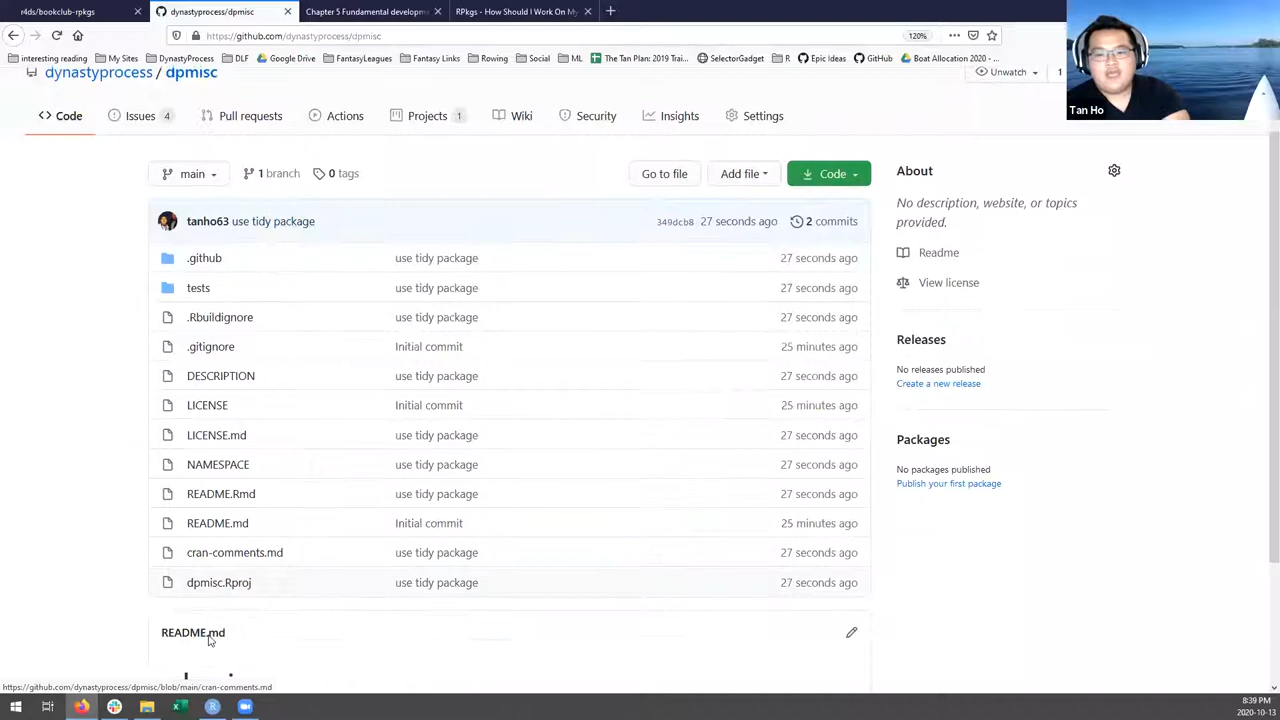 r4ds/bookclub-rpkgs
dynastyprocess/dpmisc
Chapter 5 Fundamental developm
RPkgs - How Should I Work On My
https://github.com/dynastyprocess/dpmisc
120%
interesting reading
My Sites
DynastyProcess
DLF
Google Drive
FantasyLeagues
Fantasy Links
Rowing
Social
ML
The Tan Plan: 2019 Trai...
SelectorGadget
R
Epic Ideas
GitHub
Boat Allocation 2020 - ...
dynastyprocess / dpmisc
Unwatch
1
Tan Ho
Code
Issues 4
Pull requests
Actions
Projects 1
Wiki
Security
Insights
Settings
main
1 branch
0 tags
Go to file
Add file
Code
tanho63 use tidy package
349dcb8 27 seconds ago
2 commits
.github use tidy package 27 seconds ago
tests use tidy package 27 seconds ago
.Rbuildignore use tidy package 27 seconds ago
.gitignore Initial commit 25 minutes ago
DESCRIPTION use tidy package 27 seconds ago
LICENSE Initial commit 25 minutes ago
LICENSE.md use tidy package 27 seconds ago
NAMESPACE use tidy package 27 seconds ago
README.Rmd use tidy package 27 seconds ago
README.md Initial commit 25 minutes ago
cran-comments.md use tidy package 27 seconds ago
dpmisc.Rproj use tidy package 27 seconds ago
README.md
About
No description, website, or topics
provided.
Readme
View license
Releases
No releases published
Create a new release
Packages
No packages published
Publish your first package
https://github.com/dynastyprocess/dpmisc/blob/main/cran-comments.md
8:39 PM
2020-10-13